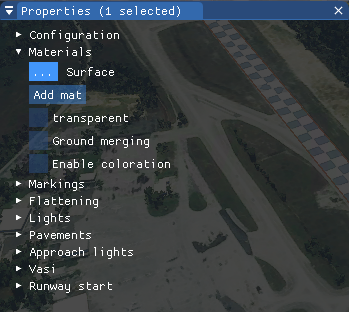 Properties (1 selected)
Configuration
Materials
... Surface
Add mat
transparent
Ground merging
Enable coloration
Markings
Flattening
Lights
Pavements
Approach lights
Vasi
Runway start